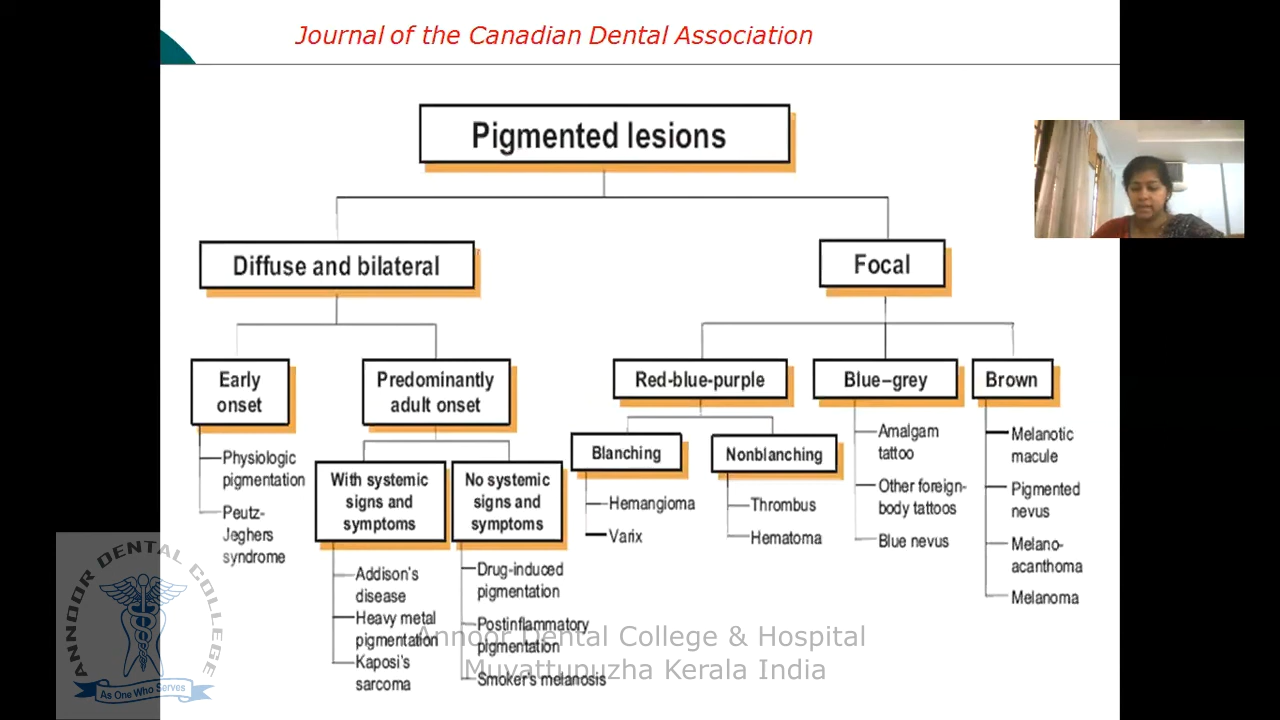 Journal of the Canadian Dental Association
Pigmented lesions
Diffuse and bilateral
Focal
Early
onset
Predominantly
adult onset
Red-blue-purple
Blue–grey
Brown
Physiologic
pigmentation
Peutz-
Jeghers
syndrome
With systemic
signs and
symptoms
No systemic
signs and
symptoms
Addison's
disease
Heavy metal
pigmentation
Kaposi's
sarcoma
Drug-induced
pigmentation
Postinflammatory
pigmentation
Smoker's melanosis
Blanching
Nonblanching
Hemangioma
Varix
Thrombus
Hematoma
Amalgam
tattoo
Other foreign-
body tattoos
Blue nevus
Melanotic
macule
Pigmented
nevus
Melano-
acanthoma
Melanoma
Annoor Dental College & Hospital
Muvattupuzha Kerala India
ANNOOR DENTAL COLLEGE
As One Who Serves